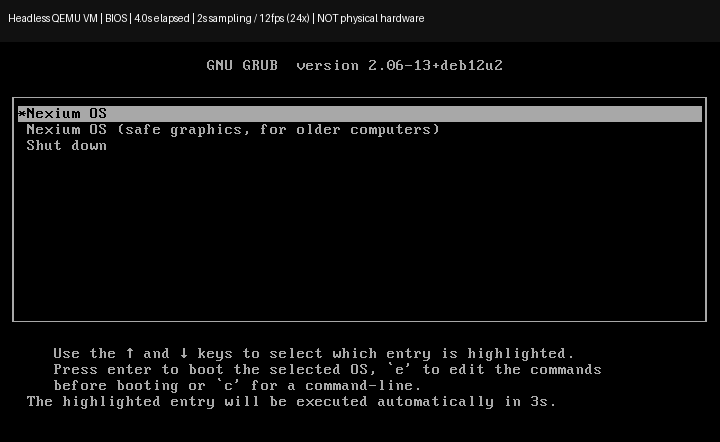 Headless QEMU VM | BIOS | 4.0s elapsed | 2s sampling / 12fps (24x) | NOT physical hardware
GNU GRUB  version 2.06-13+deb12u2
*Nexium OS
Nexium OS (safe graphics, for older computers)
Shut down
Use the ↑ and ↓ keys to select which entry is highlighted.
Press enter to boot the selected OS, `e' to edit the commands
before booting or `c' for a command-line.
The highlighted entry will be executed automatically in 3s.